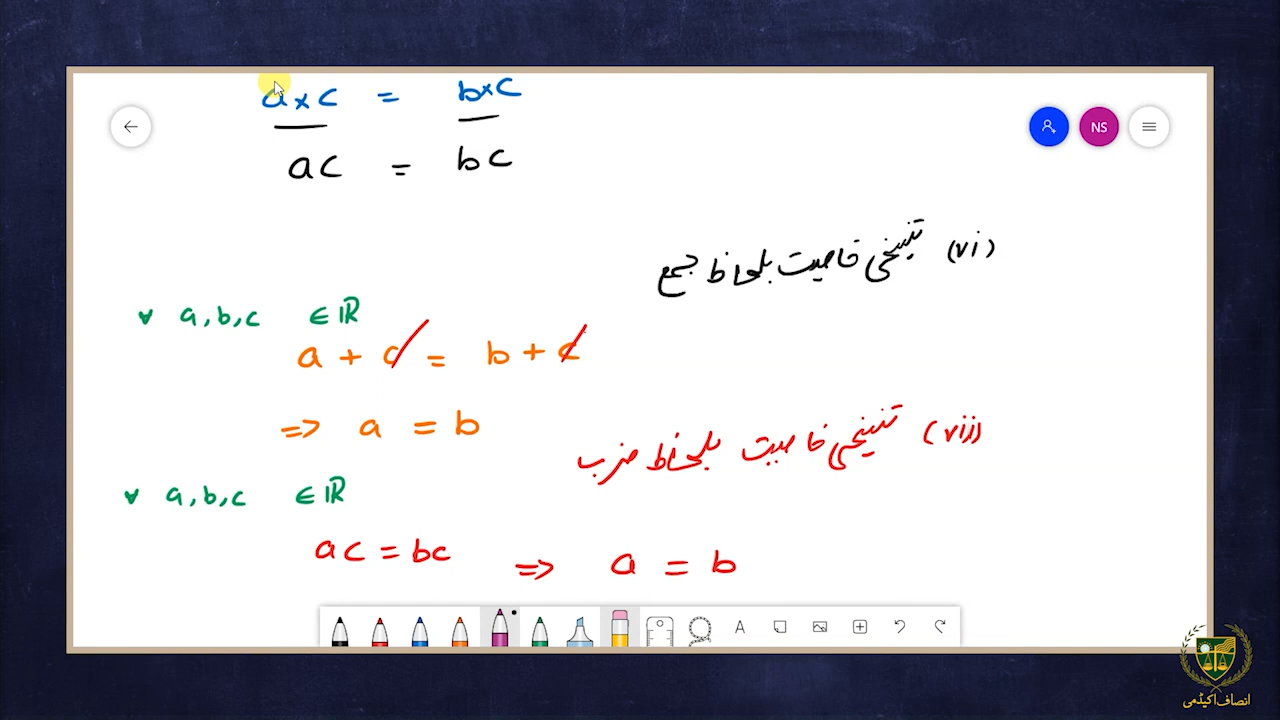 a×c = b×c
NS
ac = bc
(vi) تنسیخی خاصیت بلحاظ جمع
∀ a,b,c ∈ ℝ
a + c = b + c
=> a = b
(vii) تنسیخی خاصیت بلحاظ ضرب
∀ a,b,c ∈ ℝ
ac = bc => a = b
A
انصاف اکیڈمی